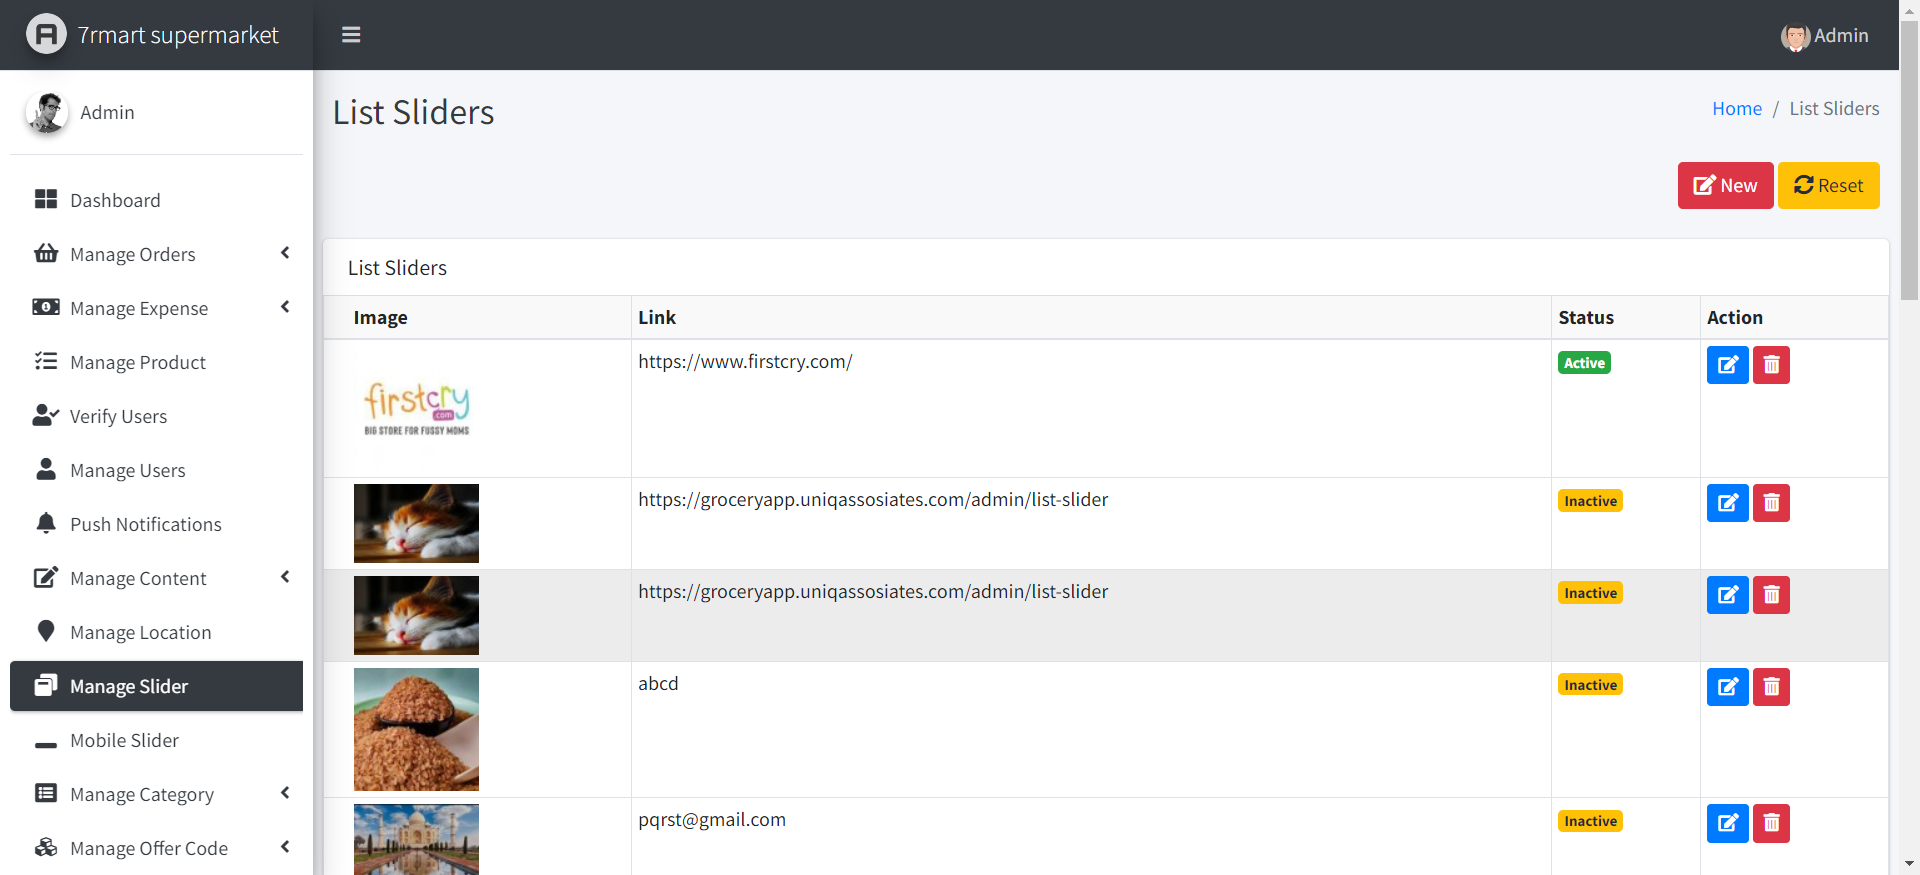 7rmart supermarket
Admin
Admin
List Sliders
Home / List Sliders
New
Reset
Dashboard
Manage Orders
Manage Expense
Manage Product
Verify Users
Manage Users
Push Notifications
Manage Content
Manage Location
Manage Slider
Mobile Slider
Manage Category
Manage Offer Code
List Sliders
Image Link Status Action
firstcry
.com
BIG STORE FOR FUSSY MOMS
https://www.firstcry.com/ Active
https://groceryapp.uniqassosiates.com/admin/list-slider Inactive
https://groceryapp.uniqassosiates.com/admin/list-slider Inactive
abcd Inactive
pqrst@gmail.com Inactive